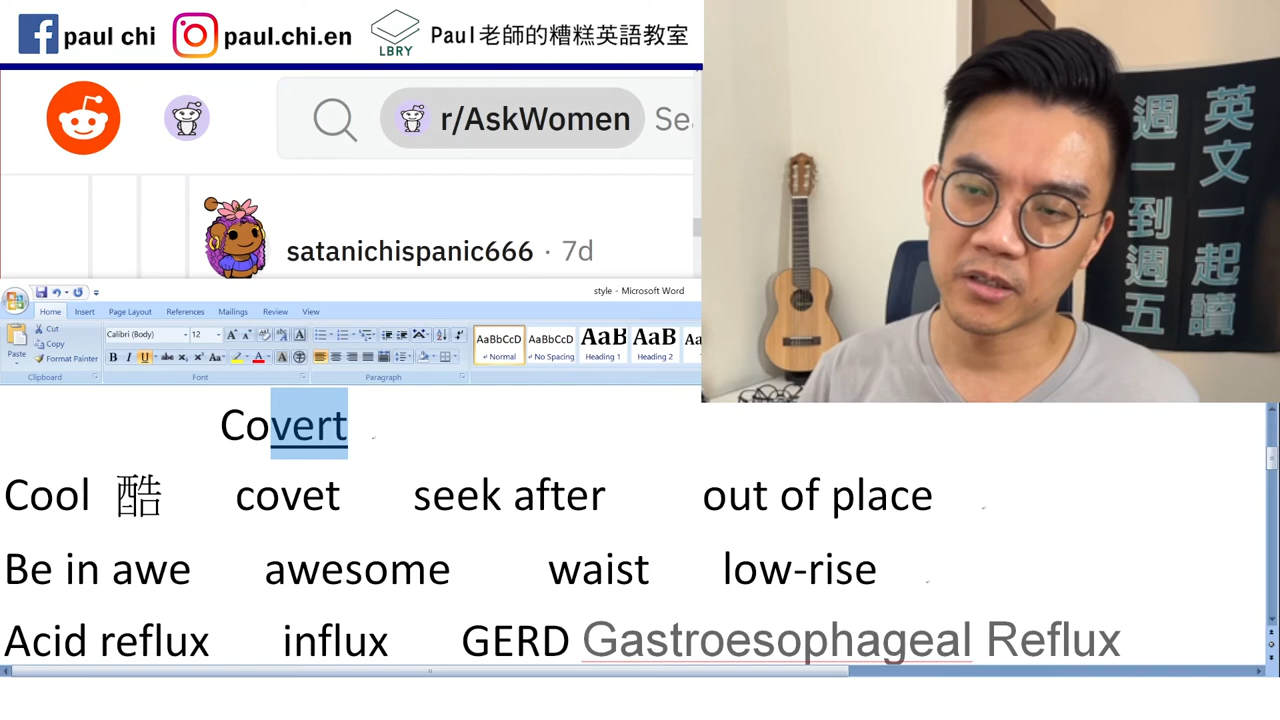 paul chi
paul.chi.en
LBRY
Paul老師的糟糕英語教室
r/AskWomen
Sea
satanichispanic666 · 7d
style - Microsoft Word
Home Insert Page Layout References Mailings Review View
Paste
Cut
Copy
Format Painter
Calibri (Body) 12
AaBbCcD AaBbCcD AaB AaB AaB
Normal No Spacing Heading 1 Heading 2
Clipboard Font Paragraph
英文一起讀
週一到週五
Covert
Cool 酷 covet seek after out of place
Be in awe awesome waist low-rise
Acid reflux influx GERD Gastroesophageal Reflux